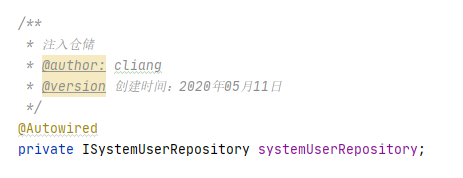 /**
 * 注入仓储
 * @author: cliang
 * @version 创建时间：2020年05月11日
 */
@Autowired
private ISystemUserRepository systemUserRepository;